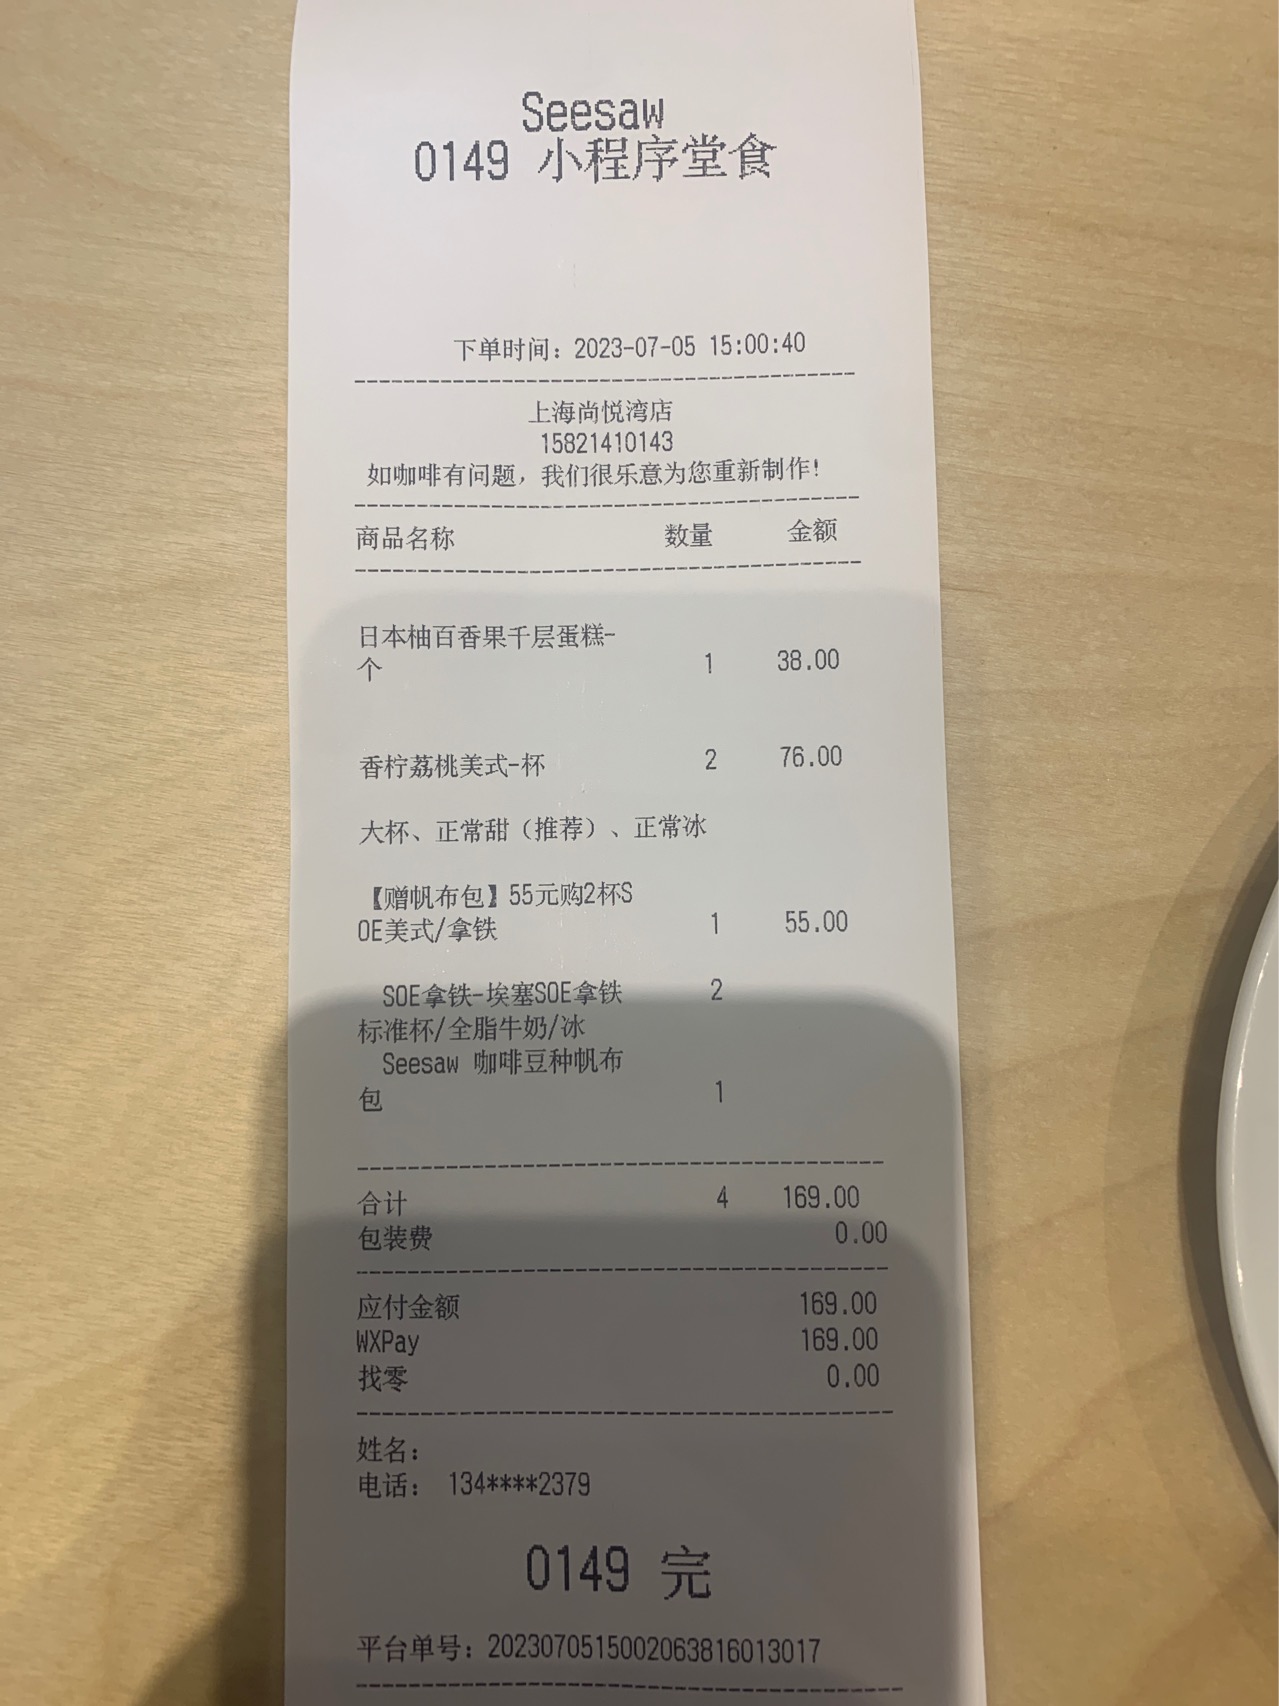 Seesaw
0149 小程序堂食
下单时间：2023-07-05 15:00:40
上海尚悦湾店
15821410143
如咖啡有问题，我们很乐意为您重新制作！
商品名称 数量 金额
日本柚百香果千层蛋糕-
个 1 38.00
香柠荔桃美式-杯 2 76.00
大杯、正常甜（推荐）、正常冰
【赠帆布包】55元购2杯S
OE美式/拿铁 1 55.00
SOE拿铁-埃塞SOE拿铁 2
标准杯/全脂牛奶/冰
Seesaw 咖啡豆种帆布
包 1
合计 4 169.00
包装费 0.00
应付金额 169.00
WXPay 169.00
找零 0.00
姓名：
电话： 134****2379
0149 完
平台单号：2023070515002063816013017